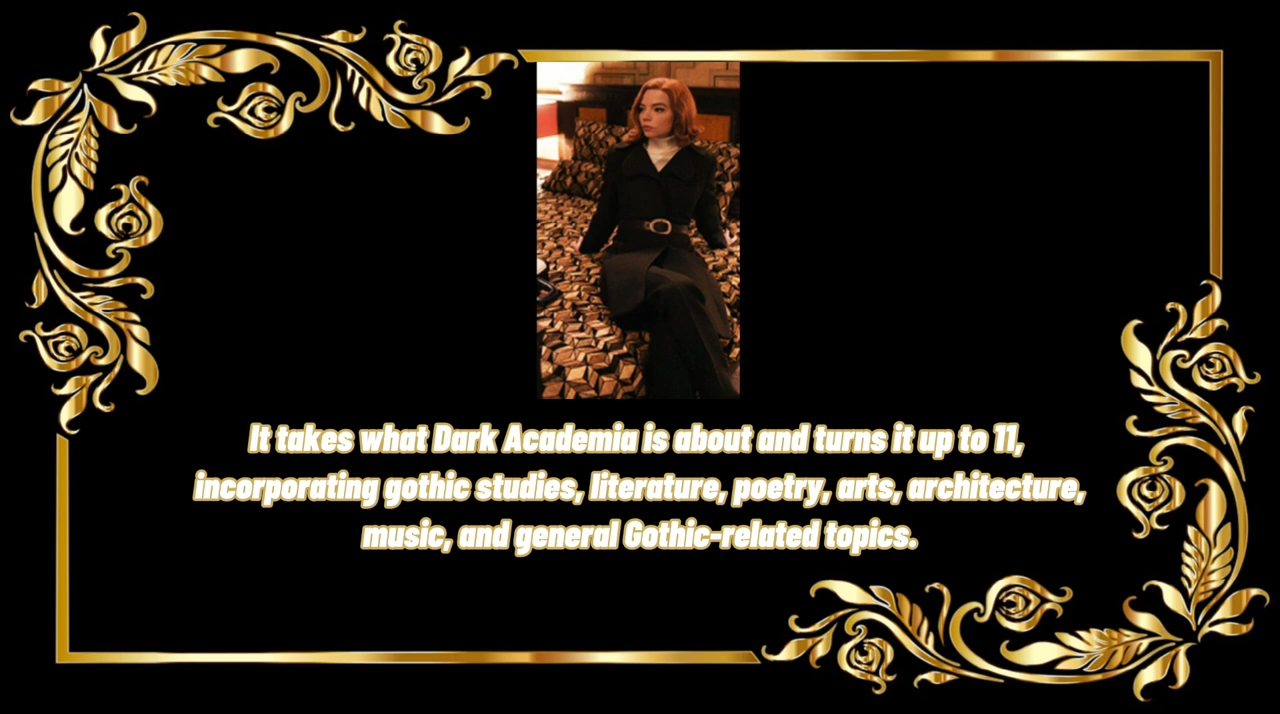 It takes what Dark Academia is about and turns it up to 11,
incorporating gothic studies, literature, poetry, arts, architecture,
music, and general Gothic-related topics.